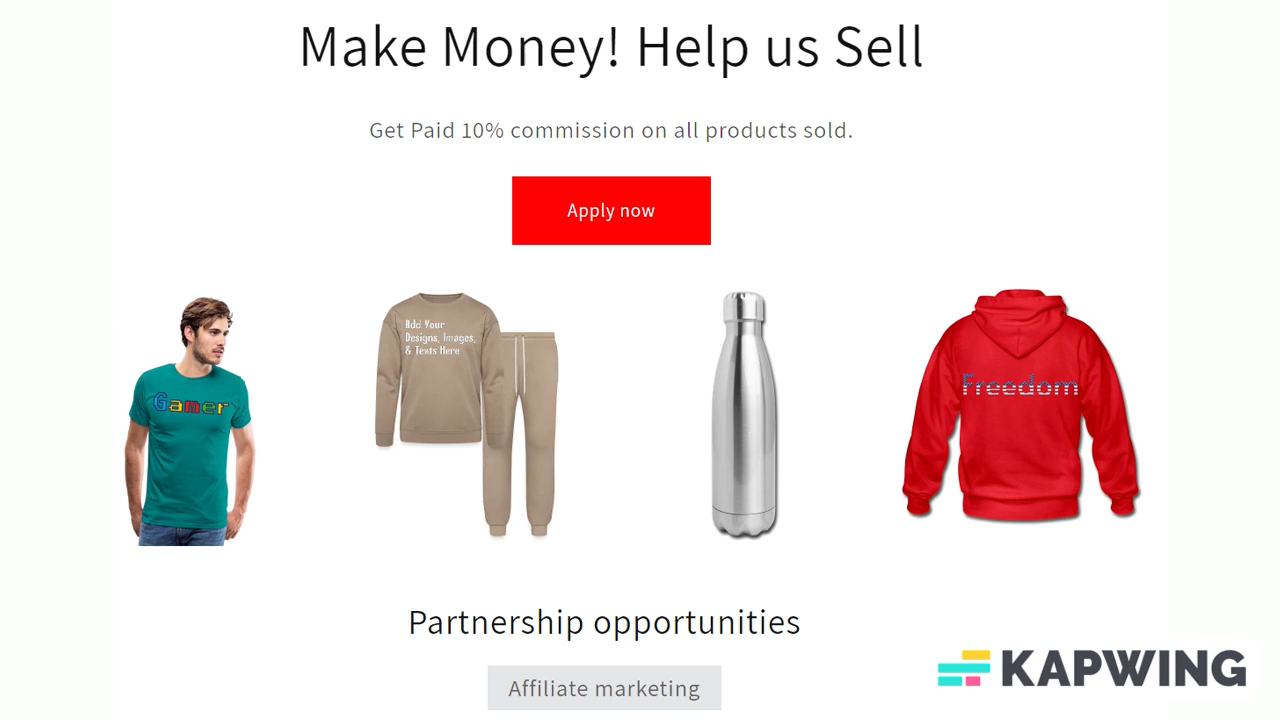 Make Money! Help us Sell
Get Paid 10% commission on all products sold.
Apply now
Gamer
Add Your
Designs, Images,
& Texts Here
Freedom
Partnership opportunities
Affiliate marketing
KAPWING